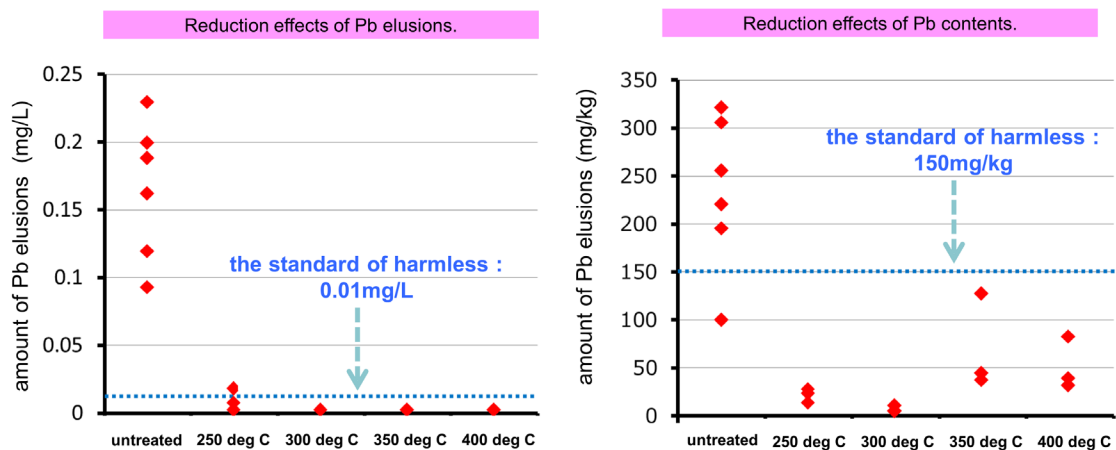 Reduction effects of Pb elusions.
amount of Pb elusions (mg/L)
0.25
0.2
0.15
0.1
0.05
0
the standard of harmless :
0.01mg/L
untreated 250 deg C 300 deg C 350 deg C 400 deg C
Reduction effects of Pb contents.
amount of Pb elusions (mg/kg)
350
300
250
200
150
100
50
0
the standard of harmless :
150mg/kg
untreated 250 deg C 300 deg C 350 deg C 400 deg C